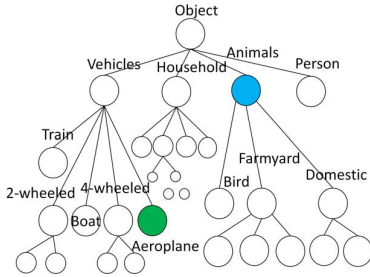 Object
Vehicles
Household
Animals
Person
Train
2-wheeled
4-wheeled
Boat
Aeroplane
Bird
Farmyard
Domestic